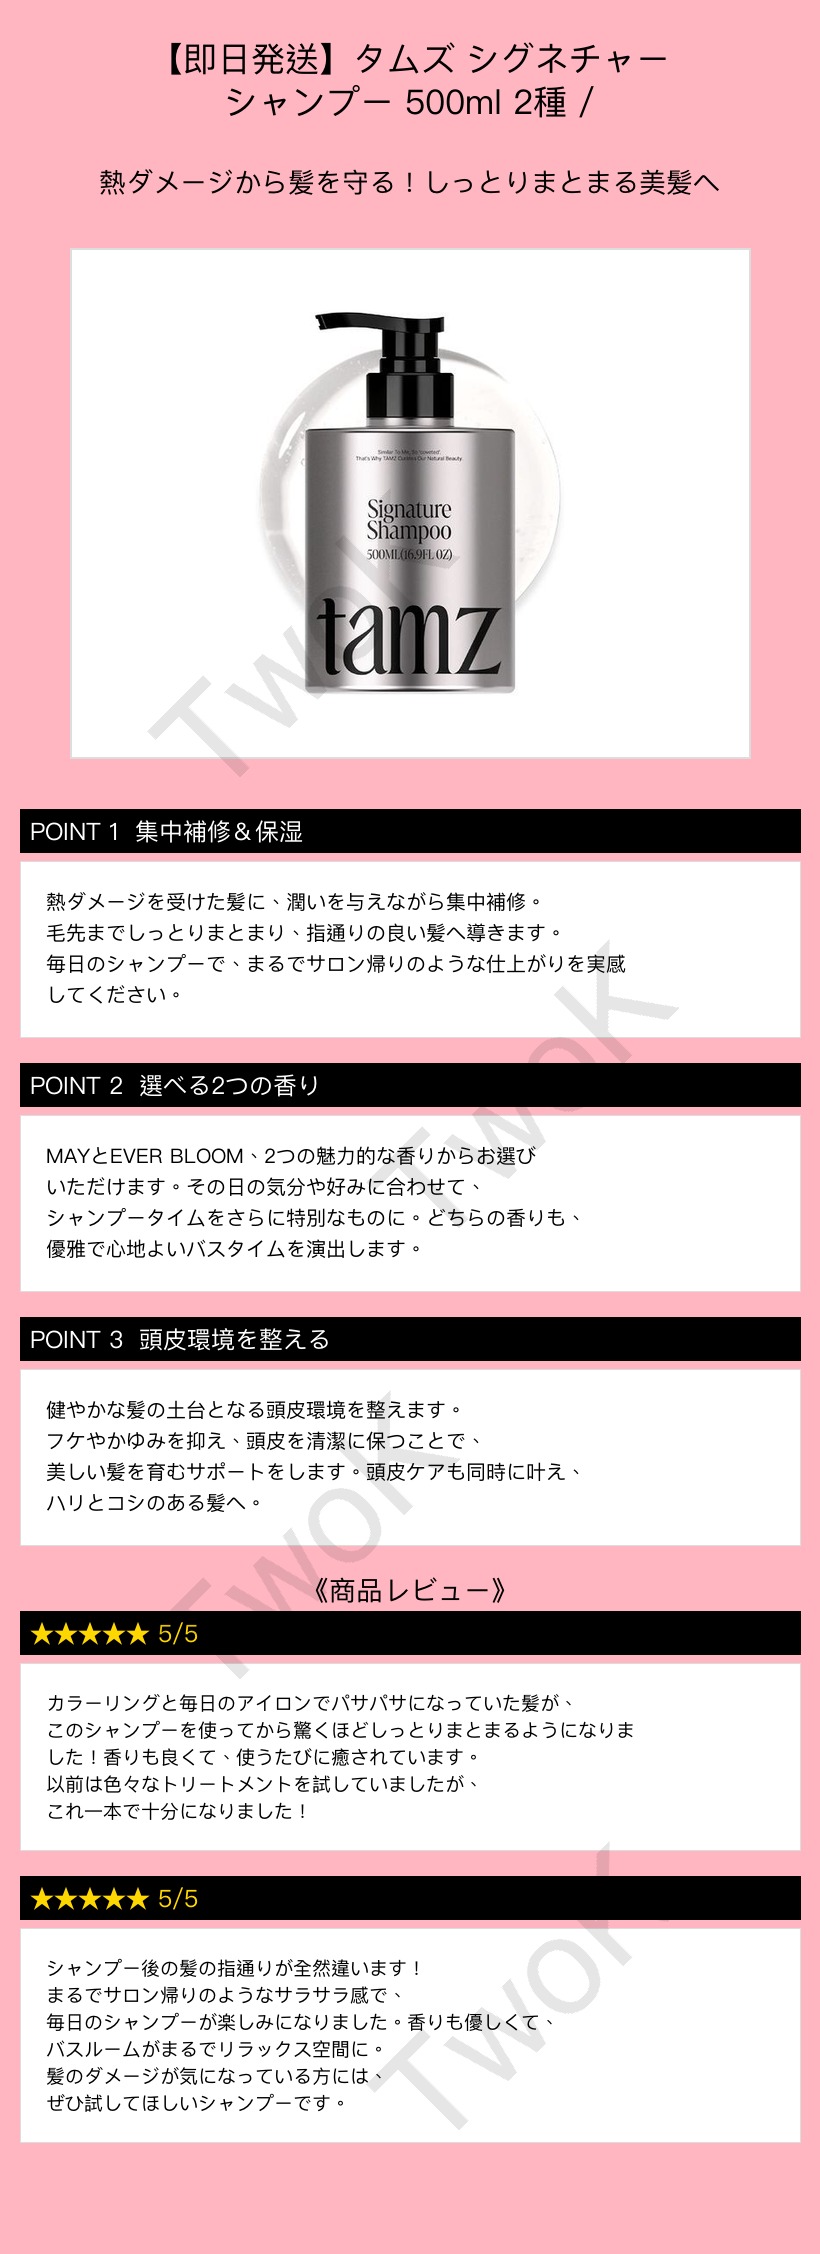 【即日発送】タムズ シグネチャー
シャンプー 500ml 2種 /
熱ダメージから髪を守る！しっとりまとまる美髪へ
Similar To Me, So 'coveted'.
That's Why TAMZ Curates Our Natural Beauty.
Signature
Shampoo
500ML(16.9FL OZ)
tamz
TwoK
POINT 1 集中補修＆保湿
熱ダメージを受けた髪に、潤いを与えながら集中補修。
毛先までしっとりまとまり、指通りの良い髪へ導きます。
毎日のシャンプーで、まるでサロン帰りのような仕上がりを実感
してください。
TwoK
POINT 2 選べる2つの香り
MAYとEVER BLOOM、2つの魅力的な香りからお選び
いただけます。その日の気分や好みに合わせて、
シャンプータイムをさらに特別なものに。どちらの香りも、
優雅で心地よいバスタイムを演出します。
POINT 3 頭皮環境を整える
健やかな髪の土台となる頭皮環境を整えます。
フケやかゆみを抑え、頭皮を清潔に保つことで、
美しい髪を育むサポートをします。頭皮ケアも同時に叶え、
ハリとコシのある髪へ。
TwoK
《商品レビュー》
★★★★★ 5/5
カラーリングと毎日のアイロンでパサパサになっていた髪が、
このシャンプーを使ってから驚くほどしっとりまとまるようになりま
した！香りも良くて、使うたびに癒されています。
以前は色々なトリートメントを試していましたが、
これ一本で十分になりました！
★★★★★ 5/5
シャンプー後の髪の指通りが全然違います！
まるでサロン帰りのようなサラサラ感で、
毎日のシャンプーが楽しみになりました。香りも優しくて、
バスルームがまるでリラックス空間に。
髪のダメージが気になっている方には、
ぜひ試してほしいシャンプーです。
TwoK